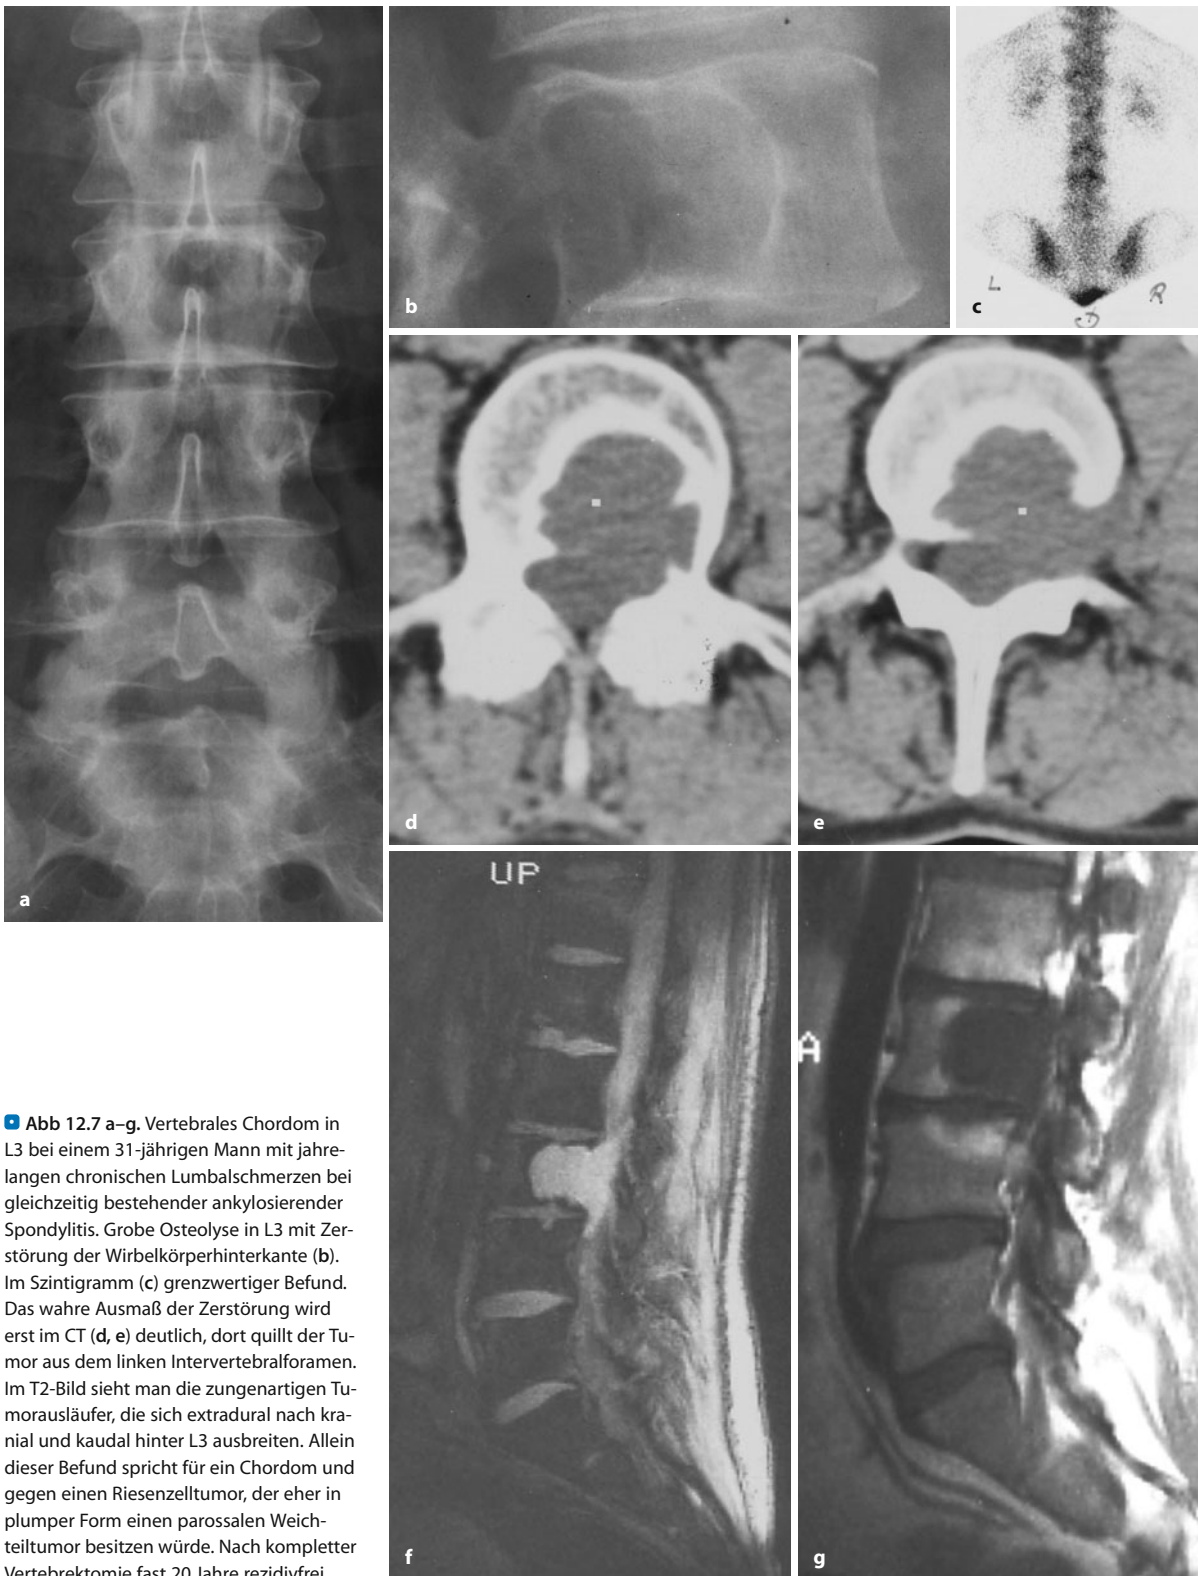 a
b
c
L
R
d
e
UP
f
A
g
Abb 12.7 a–g. Vertebrales Chordom in
L3 bei einem 31-jährigen Mann mit jahre-
langen chronischen Lumbalschmerzen bei
gleichzeitig bestehender ankylosierender
Spondylitis. Grobe Osteolyse in L3 mit Zer-
störung der Wirbelkörperhinterkante (b).
Im Szintigramm (c) grenzwertiger Befund.
Das wahre Ausmaß der Zerstörung wird
erst im CT (d, e) deutlich, dort quillt der Tu-
mor aus dem linken Intervertebralforamen.
Im T2-Bild sieht man die zungenartigen Tu-
morausläufer, die sich extradural nach kra-
nial und kaudal hinter L3 ausbreiten. Allein
dieser Befund spricht für ein Chordom und
gegen einen Riesenzelltumor, der eher in
plumper Form einen parossalen Weich-
teiltumor besitzen würde. Nach kompletter
Vertebrektomie fast 20 Jahre rezidivfrei